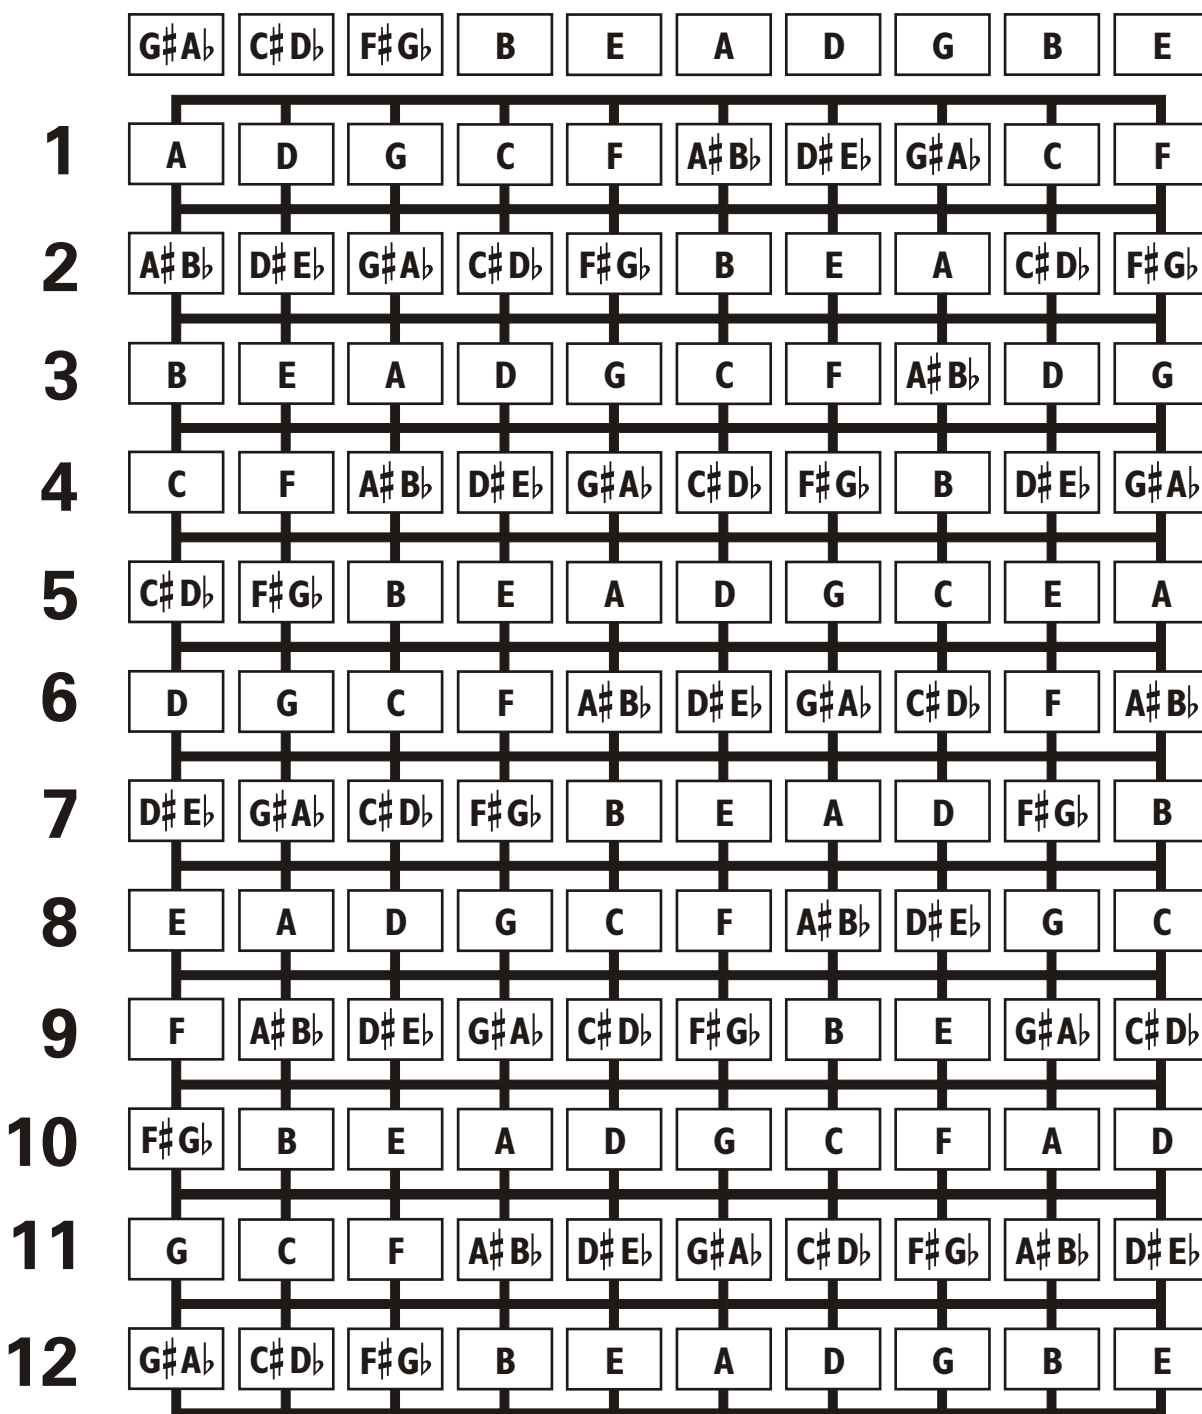 G♯A♭ C♯D♭ F♯G♭ B E A D G B E
1 A D G C F A♯B♭ D♯E♭ G♯A♭ C F
2 A♯B♭ D♯E♭ G♯A♭ C♯D♭ F♯G♭ B E A C♯D♭ F♯G♭
3 B E A D G C F A♯B♭ D G
4 C F A♯B♭ D♯E♭ G♯A♭ C♯D♭ F♯G♭ B D♯E♭ G♯A♭
5 C♯D♭ F♯G♭ B E A D G C E A
6 D G C F A♯B♭ D♯E♭ G♯A♭ C♯D♭ F A♯B♭
7 D♯E♭ G♯A♭ C♯D♭ F♯G♭ B E A D F♯G♭ B
8 E A D G C F A♯B♭ D♯E♭ G C
9 F A♯B♭ D♯E♭ G♯A♭ C♯D♭ F♯G♭ B E G♯A♭ C♯D♭
10 F♯G♭ B E A D G C F A D
11 G C F A♯B♭ D♯E♭ G♯A♭ C♯D♭ F♯G♭ A♯B♭ D♯E♭
12 G♯A♭ C♯D♭ F♯G♭ B E A D G B E